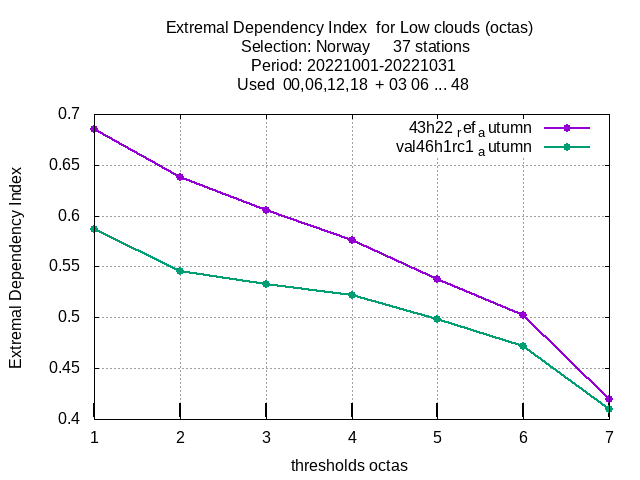 Extremal Dependency Index  for Low clouds (octas)
Selection: Norway     37 stations
Period: 20221001-20221031
Used  00,06,12,18  + 03 06 ... 48
43h22 ref a utumn
val46h1rc1 a utumn
Extremal Dependency Index
0.7
0.65
0.6
0.55
0.5
0.45
0.4
1 2 3 4 5 6 7
thresholds octas